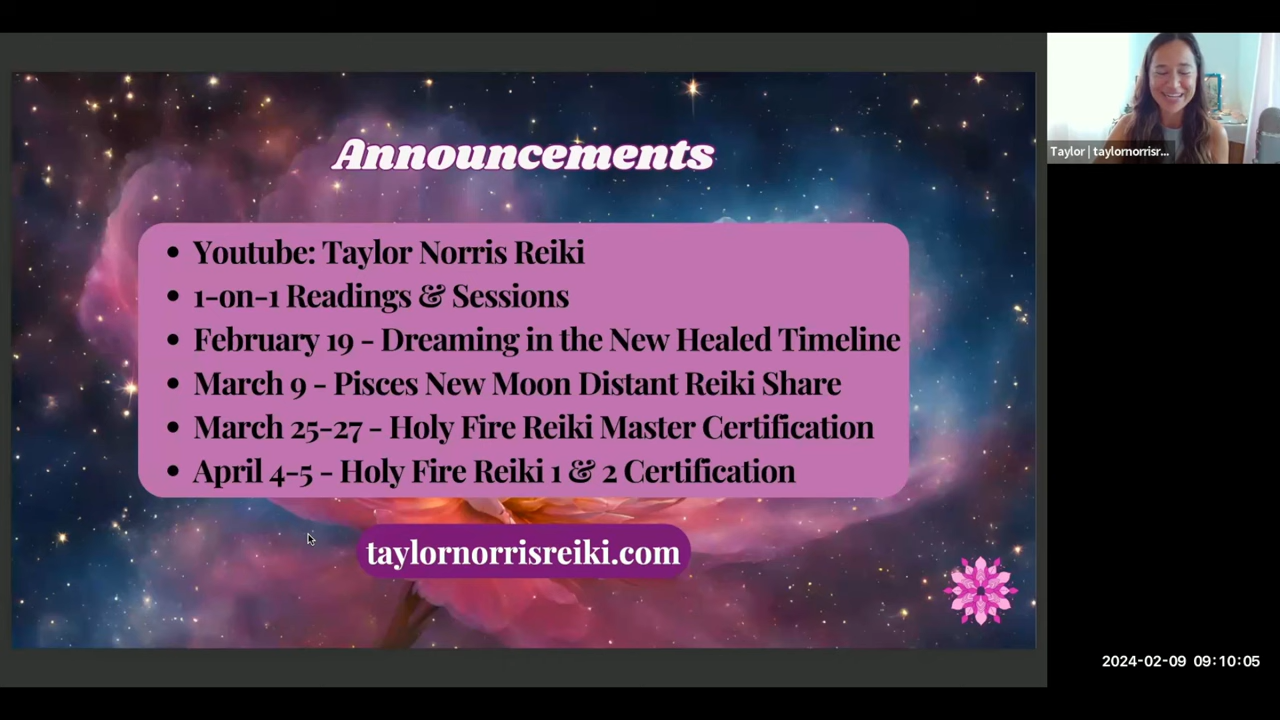 Announcements
• Youtube: Taylor Norris Reiki
• 1-on-1 Readings & Sessions
• February 19 - Dreaming in the New Healed Timeline
• March 9 - Pisces New Moon Distant Reiki Share
• March 25-27 - Holy Fire Reiki Master Certification
• April 4-5 - Holy Fire Reiki 1 & 2 Certification
taylornorrisreiki.com
Taylor | taylornorrisr...
2024-02-09 09:10:05